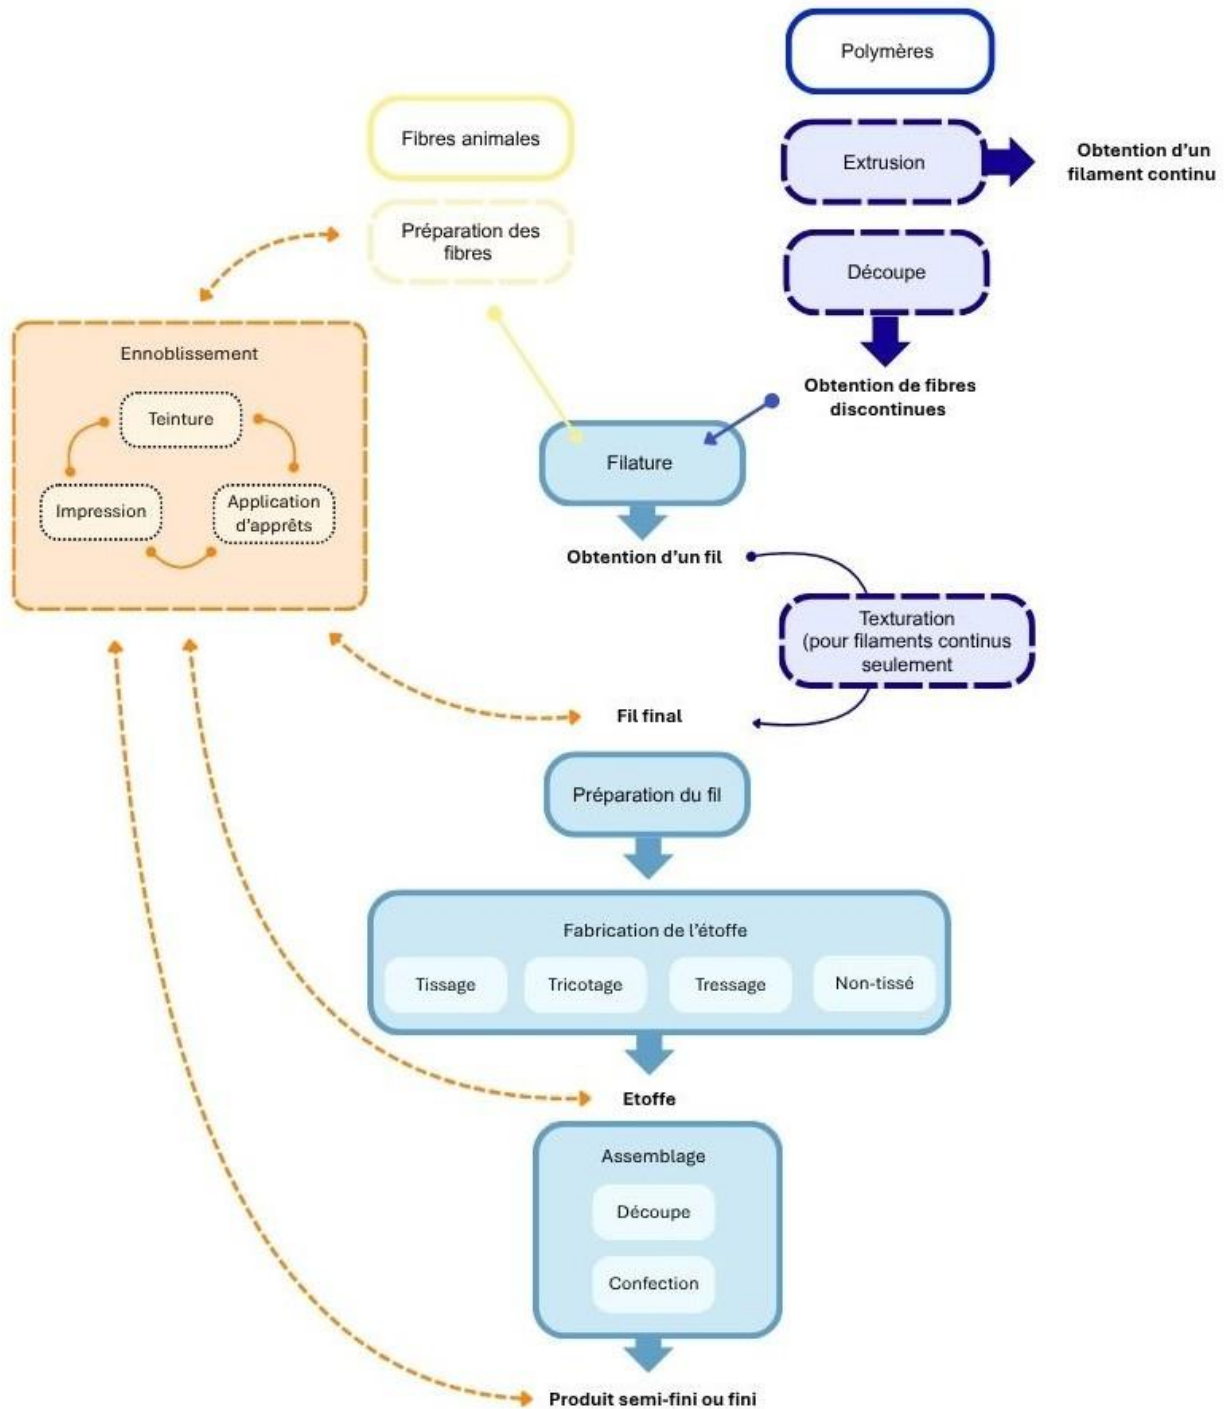 Polymères
Fibres animales
Extrusion
Obtention d’un
filament continu
Préparation des
fibres
Découpe
Ennoblissement
Teinture
Impression
Application
d’apprêts
Obtention de fibres
discontinues
Filature
Obtention d’un fil
Texturation
(pour filaments continus
seulement
Fil final
Préparation du fil
Fabrication de l’étoffe
Tissage
Tricotage
Tressage
Non-tissé
Etoffe
Assemblage
Découpe
Confection
Produit semi-fini ou fini